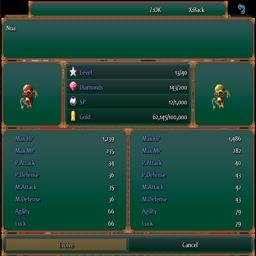 Z:OK X:Back
Nua
Level 13/40
Diamonds 143/200
SP 12/1,000
Gold 62,145/100,000
Max.HP 1,239
Max.MP 235
P.Attack 34
P.Defense 36
M.Attack 35
M.Defense 36
Agility 66
Luck 66
Max.HP 1,486
Max.MP 282
P.Attack 40
P.Defense 43
M.Attack 42
M.Defense 43
Agility 79
Luck 79
Evolve Cancel